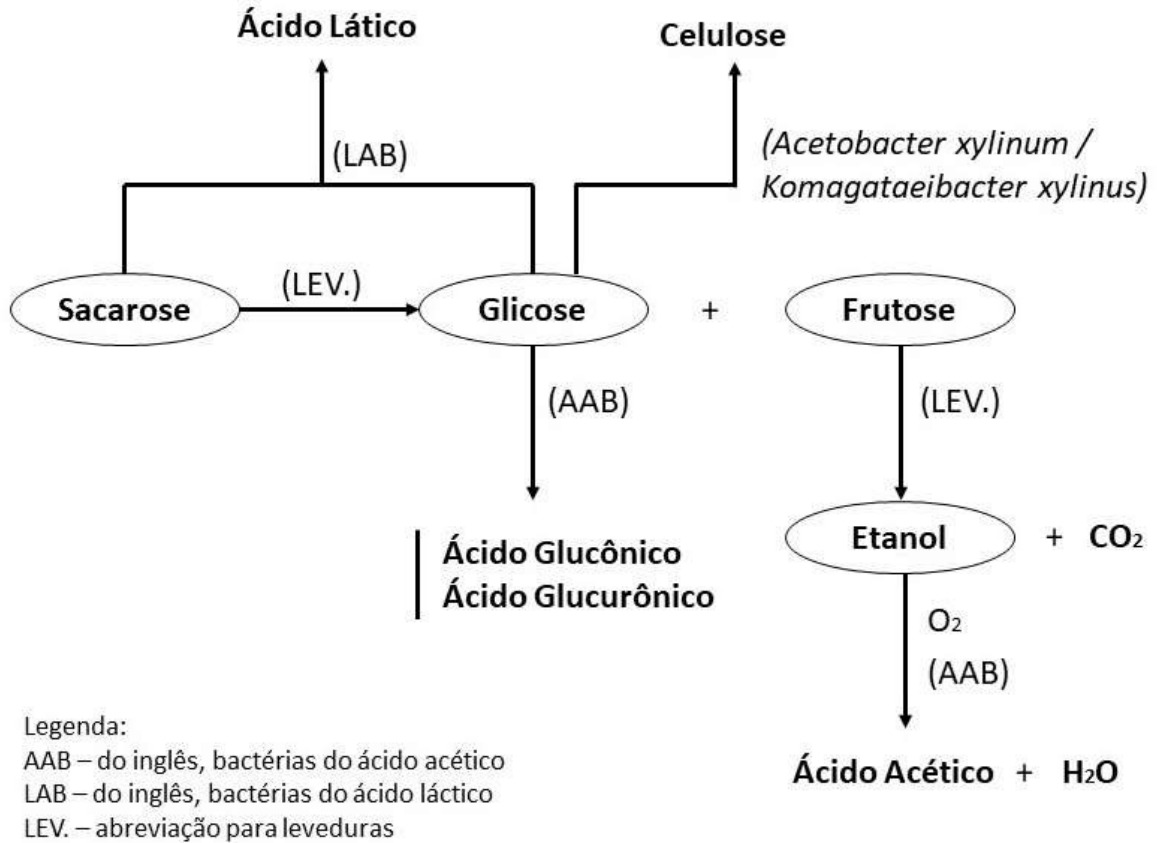 Ácido Lático
Celulose
(LAB)
(Acetobacter xylinum /
Komagataeibacter xylinus)
Sacarose
(LEV.)
Glicose
+
Frutose
(AAB)
(LEV.)
Ácido Glucônico
Ácido Glucurônico
Etanol
+ CO2
O2
(AAB)
Ácido Acético + H2O
Legenda:
AAB – do inglês, bactérias do ácido acético
LAB – do inglês, bactérias do ácido láctico
LEV. – abreviação para leveduras